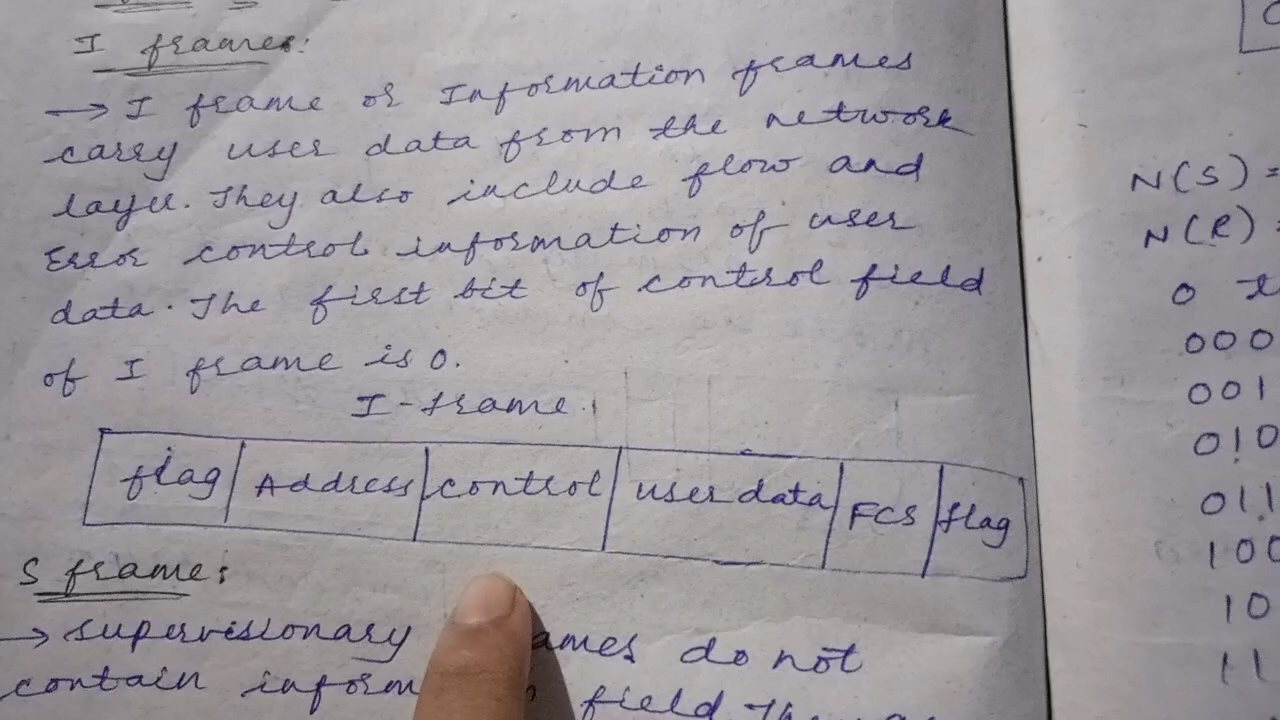 I frames:
→ I frame or Information frames
carry user data from the network
layer. They also include flow and
Error control information of user
data. The first bit of control field
of I frame is 0.
I-frame
flag Address control user data FCS flag
S frame:
→ supervisionary do not
contain field.
N(S) =
N(R)
0
000
001
010
011
100
10
11